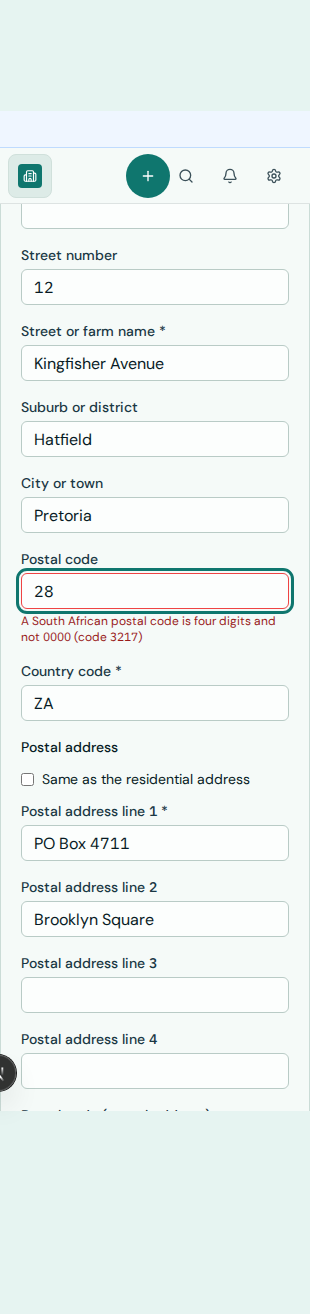 Street number
12
Street or farm name *
Kingfisher Avenue
Suburb or district
Hatfield
City or town
Pretoria
Postal code
28
A South African postal code is four digits and
not 0000 (code 3217)
Country code *
ZA
Postal address
Same as the residential address
Postal address line 1 *
PO Box 4711
Postal address line 2
Brooklyn Square
Postal address line 3
Postal address line 4